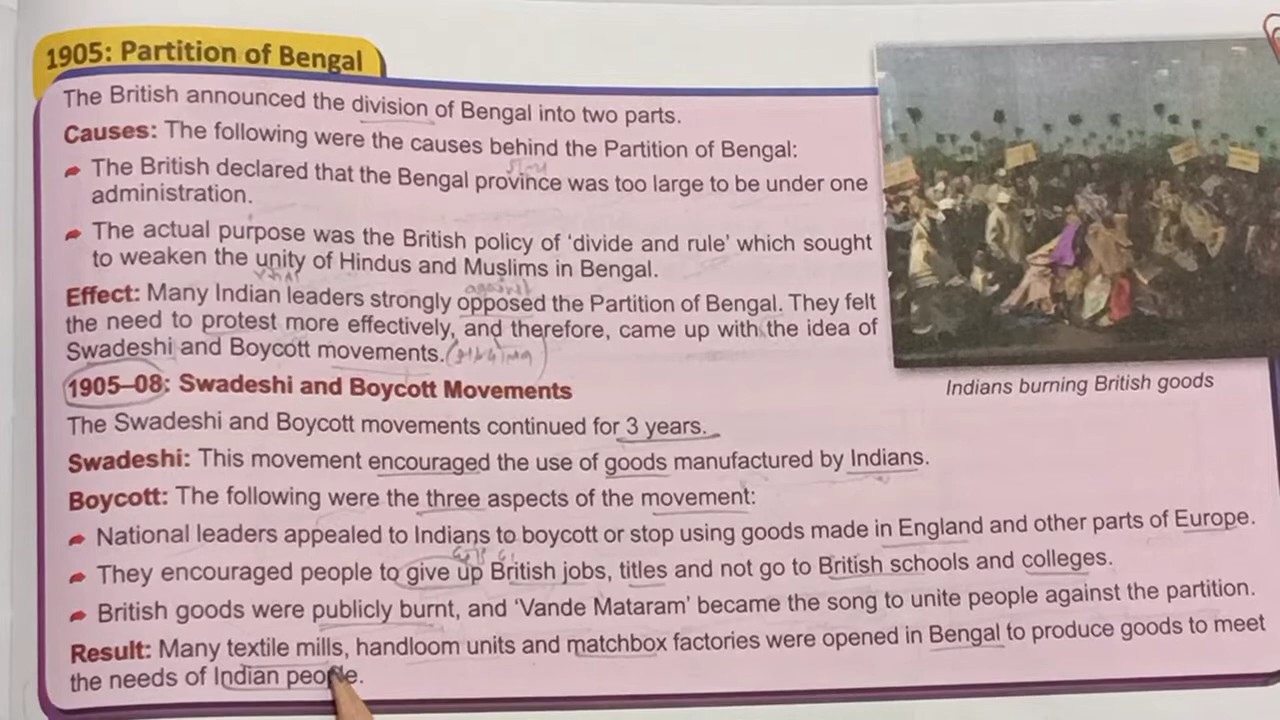 1905: Partition of Bengal
The British announced the division of Bengal into two parts.
Causes: The following were the causes behind the Partition of Bengal:
The British declared that the Bengal province was too large to be under one
administration.
The actual purpose was the British policy of ‘divide and rule’ which sought
to weaken the unity of Hindus and Muslims in Bengal.
against
Effect: Many Indian leaders strongly opposed the Partition of Bengal. They felt
the need to protest more effectively, and therefore, came up with the idea of
Swadeshi and Boycott movements.
Indians burning British goods
1905–08: Swadeshi and Boycott Movements
The Swadeshi and Boycott movements continued for 3 years.
Swadeshi: This movement encouraged the use of goods manufactured by Indians.
Boycott: The following were the three aspects of the movement:
National leaders appealed to Indians to boycott or stop using goods made in England and other parts of Europe.
They encouraged people to give up British jobs, titles and not go to British schools and colleges.
British goods were publicly burnt, and ‘Vande Mataram’ became the song to unite people against the partition.
Result: Many textile mills, handloom units and matchbox factories were opened in Bengal to produce goods to meet
the needs of Indian people.